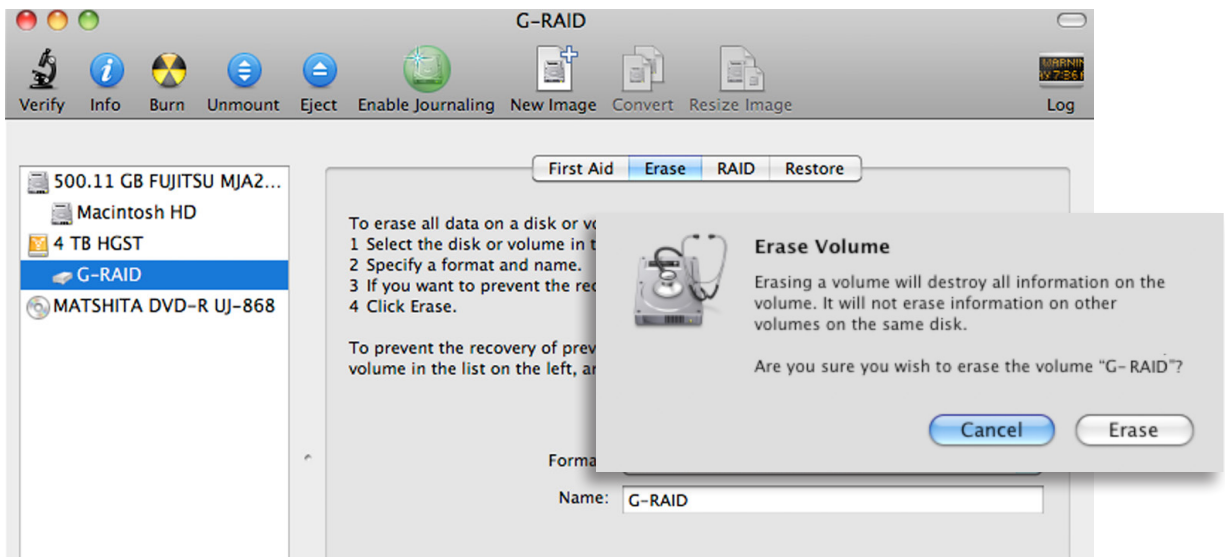 G-RAID
Verify Info Burn Unmount Eject Enable Journaling New Image Convert Resize Image Log
WARNIN
AY 7:36
First Aid Erase RAID Restore
500.11 GB FUJITSU MJA2...
Macintosh HD
4 TB HGST
G-RAID
MATSHITA DVD-R UJ-868
To erase all data on a disk or
1 Select the disk or volume in
2 Specify a format and name.
3 If you want to prevent the
4 Click Erase.
To prevent the recovery of
volume in the list on the left,
Name: G-RAID
Erase Volume
Erasing a volume will destroy all information on the
volume. It will not erase information on other
volumes on the same disk.
Are you sure you wish to erase the volume “G-RAID”?
Cancel Erase